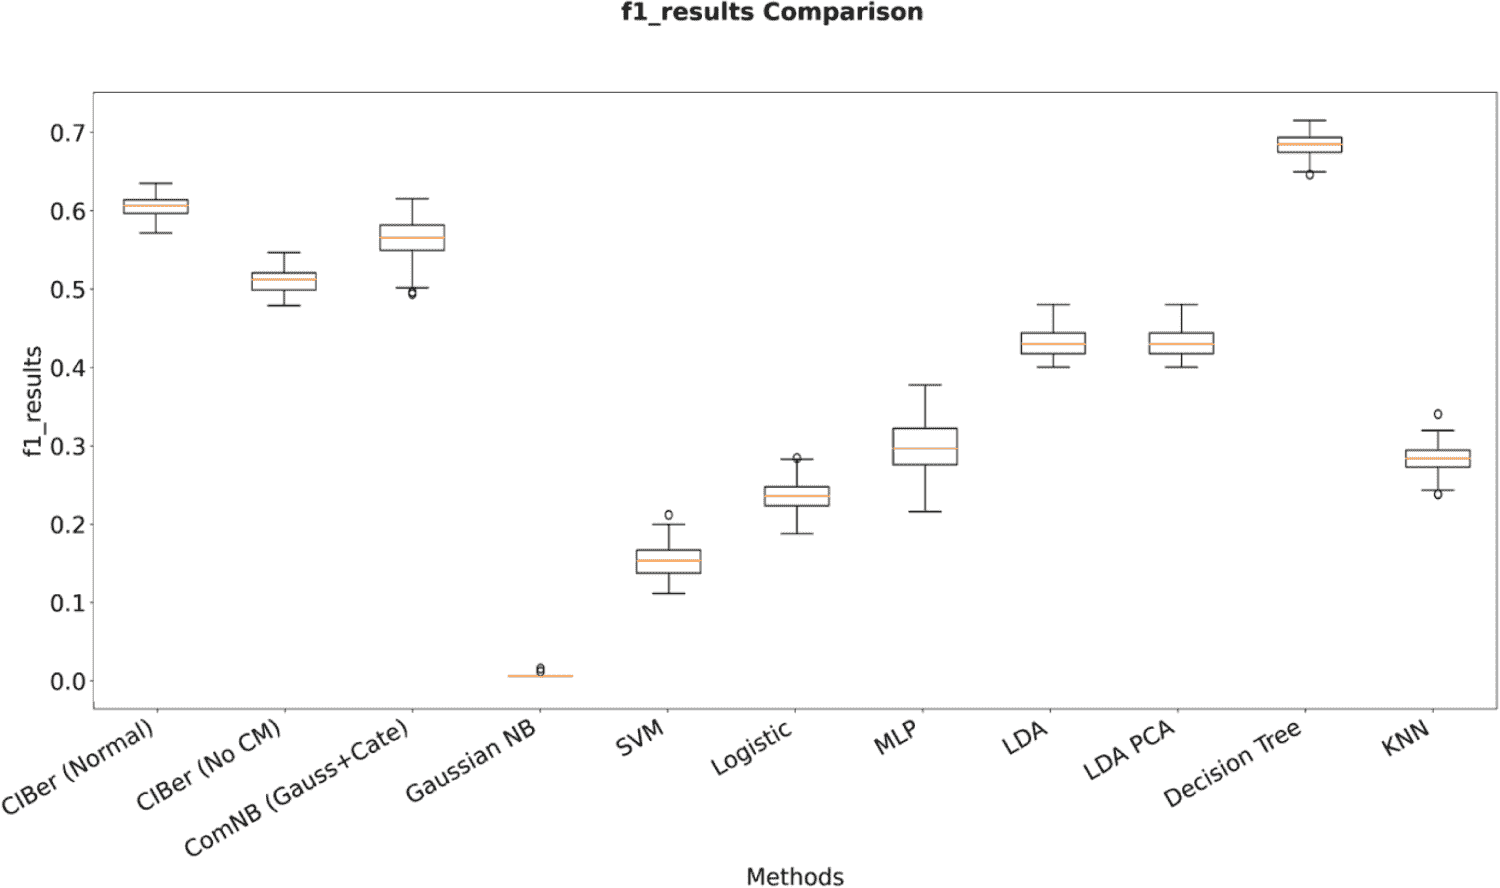 f1_results Comparison
f1_results
0.7
0.6
0.5
0.4
0.3
0.2
0.1
0.0
CIBer (Normal)
CIBer (No CM)
ComNB (Gauss+Cate)
Gaussian NB
SVM
Logistic
MLP
LDA
LDA PCA
Decision Tree
KNN
Methods